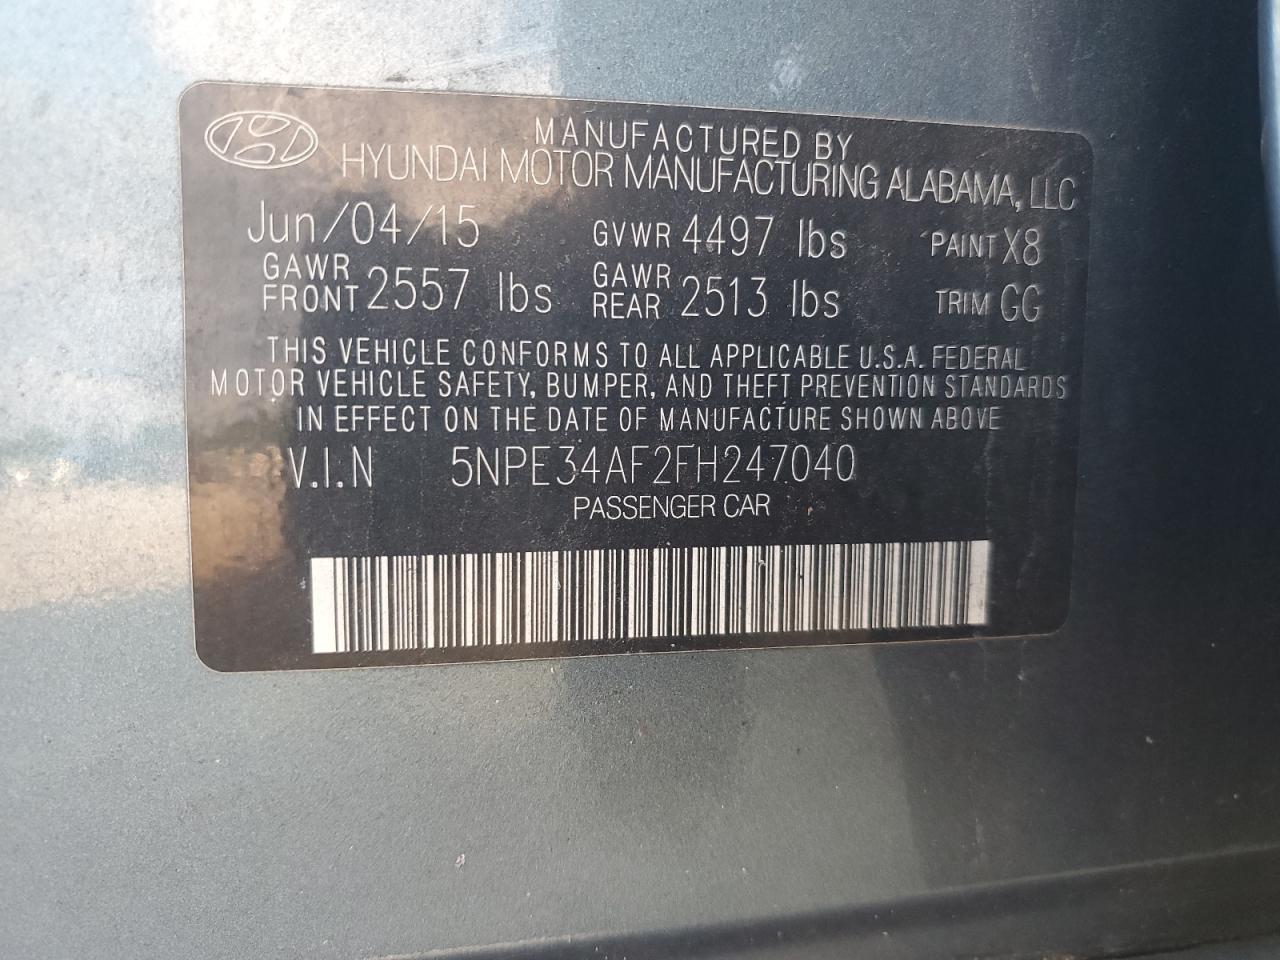 MANUFACTURED BY
HYUNDAI MOTOR MANUFACTURING ALABAMA, LLC
Jun/04/15 GVWR 4497 lbs PAINT X8
GAWR FRONT 2557 lbs GAWR REAR 2513 lbs TRIM GG
THIS VEHICLE CONFORMS TO ALL APPLICABLE U.S.A. FEDERAL
MOTOR VEHICLE SAFETY, BUMPER, AND THEFT PREVENTION STANDARDS
IN EFFECT ON THE DATE OF MANUFACTURE SHOWN ABOVE
V.I.N 5NPE34AF2FH247040
PASSENGER CAR